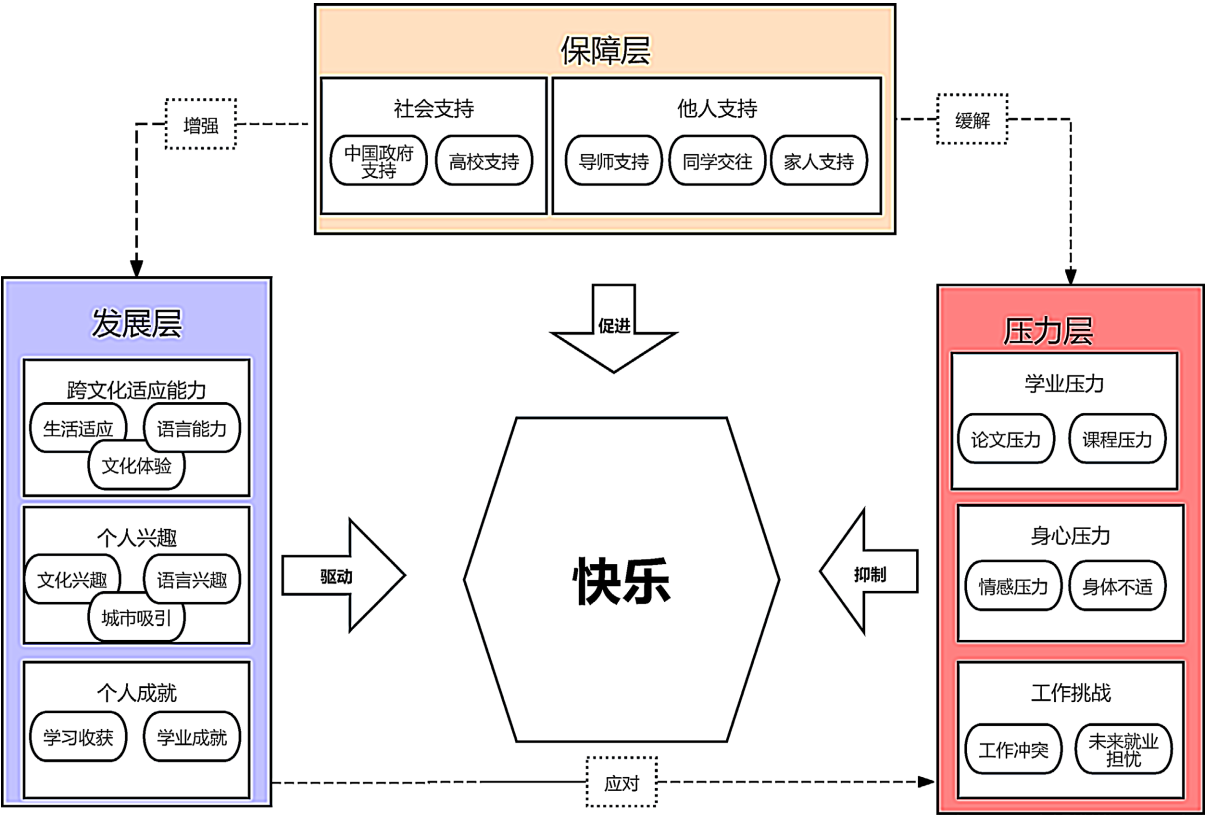 保障层
社会支持
他人支持
中国政府
支持
高校支持
导师支持
同学交往
家人支持
增强
缓解
促进
发展层
跨文化适应能力
生活适应
语言能力
文化体验
个人兴趣
文化兴趣
语言兴趣
城市吸引
个人成就
学习收获
学业成就
驱动
快乐
抑制
压力层
学业压力
论文压力
课程压力
身心压力
情感压力
身体不适
工作挑战
工作冲突
未来就业
担忧
应对